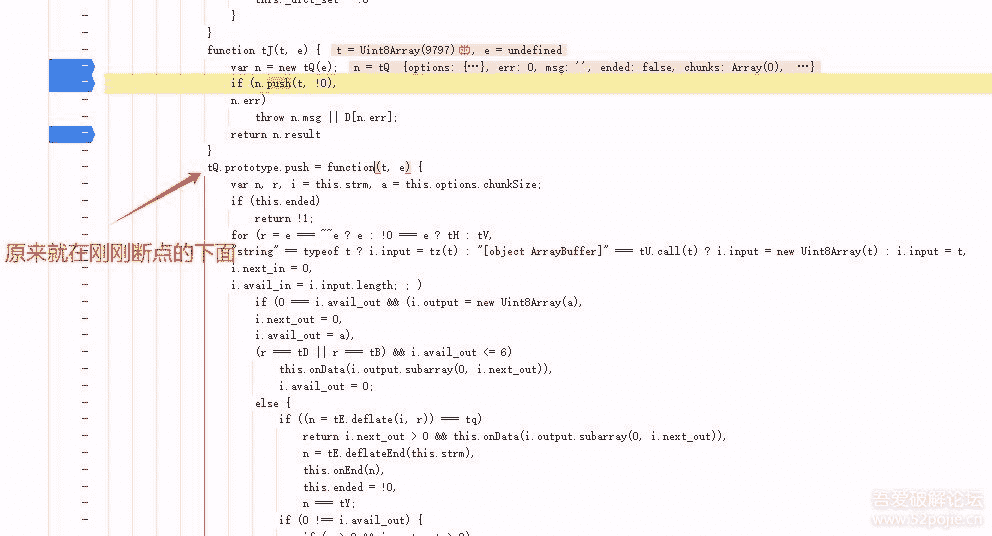 this._dict_set = !0
}
}
function tJ(t, e) { t = Uint8Array(9797), e = undefined
var n = new tQ(e); n = tQ {options: {…}, err: 0, msg: '', ended: false, chunks: Array(0), …}
if (n.push(t, !0),
n.err)
throw n.msg || D[n.err];
return n.result
}
tQ.prototype.push = function(t, e) {
var n, r, i = this.strm, a = this.options.chunkSize;
if (this.ended)
return !1;
for (r = e === ~~e ? e : !0 === e ? tH : tV,
原来就在刚刚断点的下面
"string" == typeof t ? i.input = tz(t) : "[object ArrayBuffer]" === tU.call(t) ? i.input = new Uint8Array(t) : i.input = t,
i.next_in = 0,
i.avail_in = i.input.length; ; )
if (0 === i.avail_out && (i.output = new Uint8Array(a),
i.next_out = 0,
i.avail_out = a),
(r === tD || r === tB) && i.avail_out <= 6)
this.onData(i.output.subarray(0, i.next_out)),
i.avail_out = 0;
else {
if ((n = tE.deflate(i, r)) === tq)
return i.next_out > 0 && this.onData(i.output.subarray(0, i.next_out)),
n = tE.deflateEnd(this.strm),
this.onEnd(n),
this.ended = !0,
n === tY;
if (0 !== i.avail_out) {
吾爱破解论坛
www.52pojie.cn